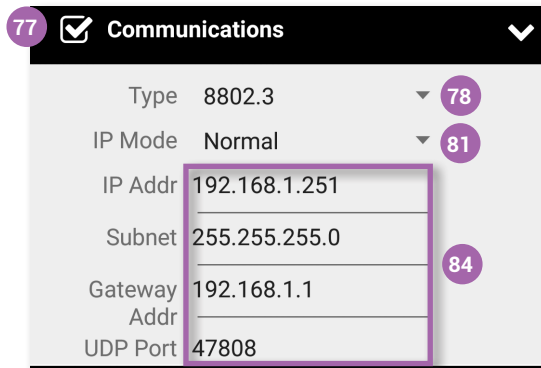 77 Communications
Type 8802.3 78
IP Mode Normal 81
IP Addr 192.168.1.251
Subnet 255.255.255.0
84
Gateway 192.168.1.1
Addr
UDP Port 47808